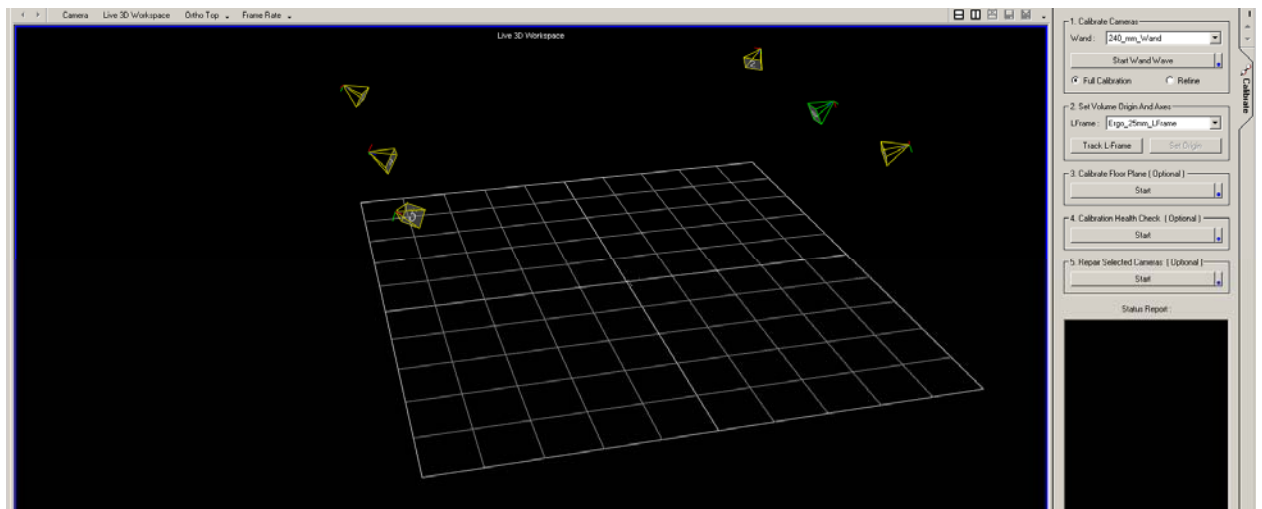 Camera Live 3D Workspace Ortho Top Frame Rate
Live 3D Workspace
1. Calibrate Cameras
Wand : 240_mm_Wand
Start Wand Wave
Full Calibration Refine
2. Set Volume Origin And Axes
LFrame : Ergo_25mm_LFrame
Track L-Frame Set Origin
3. Calibrate Floor Plane ( Optional )
Start
4. Calibration Health Check ( Optional )
Start
5. Repair Selected Cameras ( Optional )
Start
Status Report :
Calibrate